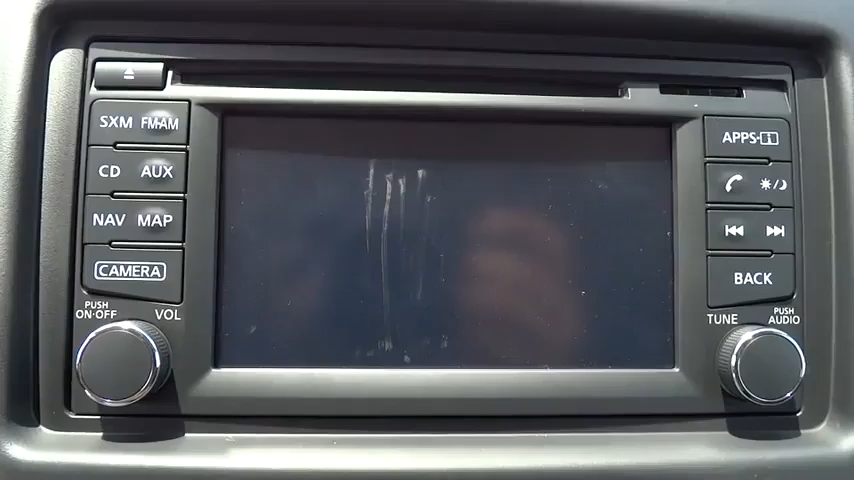 SXM FM·AM
CD AUX
NAV MAP
CAMERA
PUSH
ON·OFF VOL
APPS·i
BACK
TUNE PUSH
AUDIO